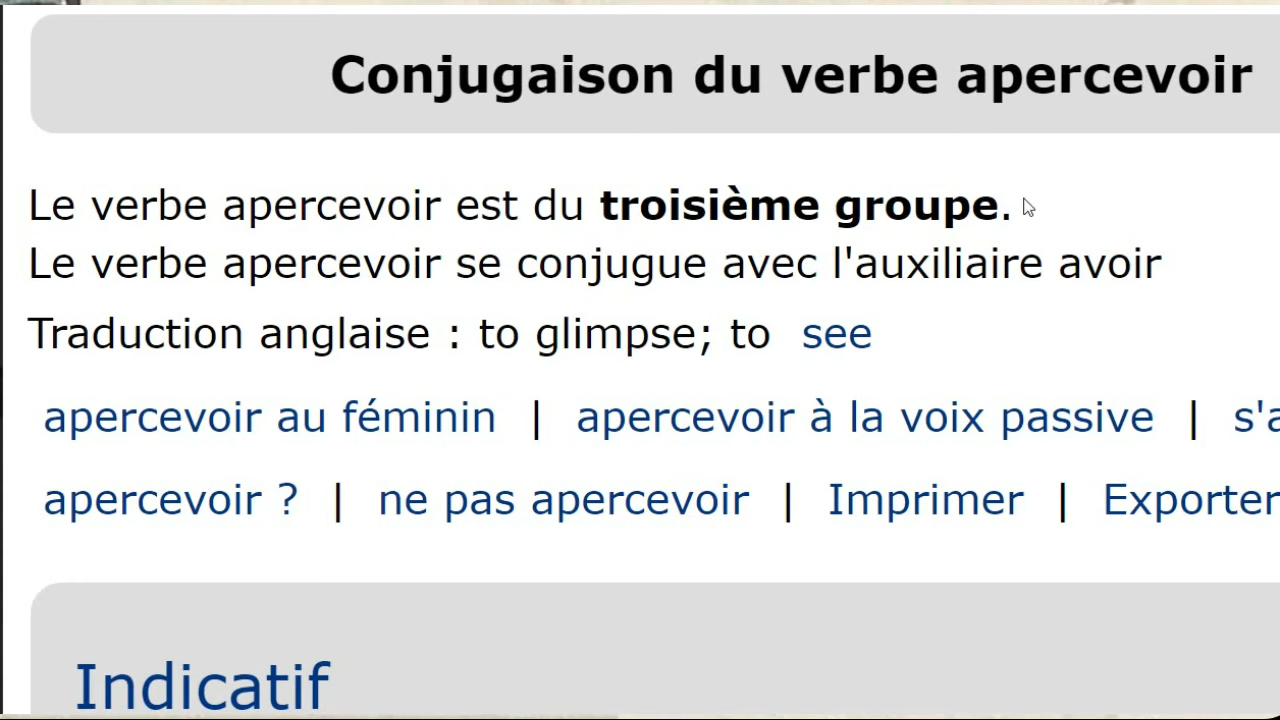 Conjugaison du verbe apercevoir
Le verbe apercevoir est du troisième groupe.
Le verbe apercevoir se conjugue avec l'auxiliaire avoir
Traduction anglaise : to glimpse; to see
apercevoir au féminin | apercevoir à la voix passive |
apercevoir ? | ne pas apercevoir | Imprimer | Exporter
Indicatif